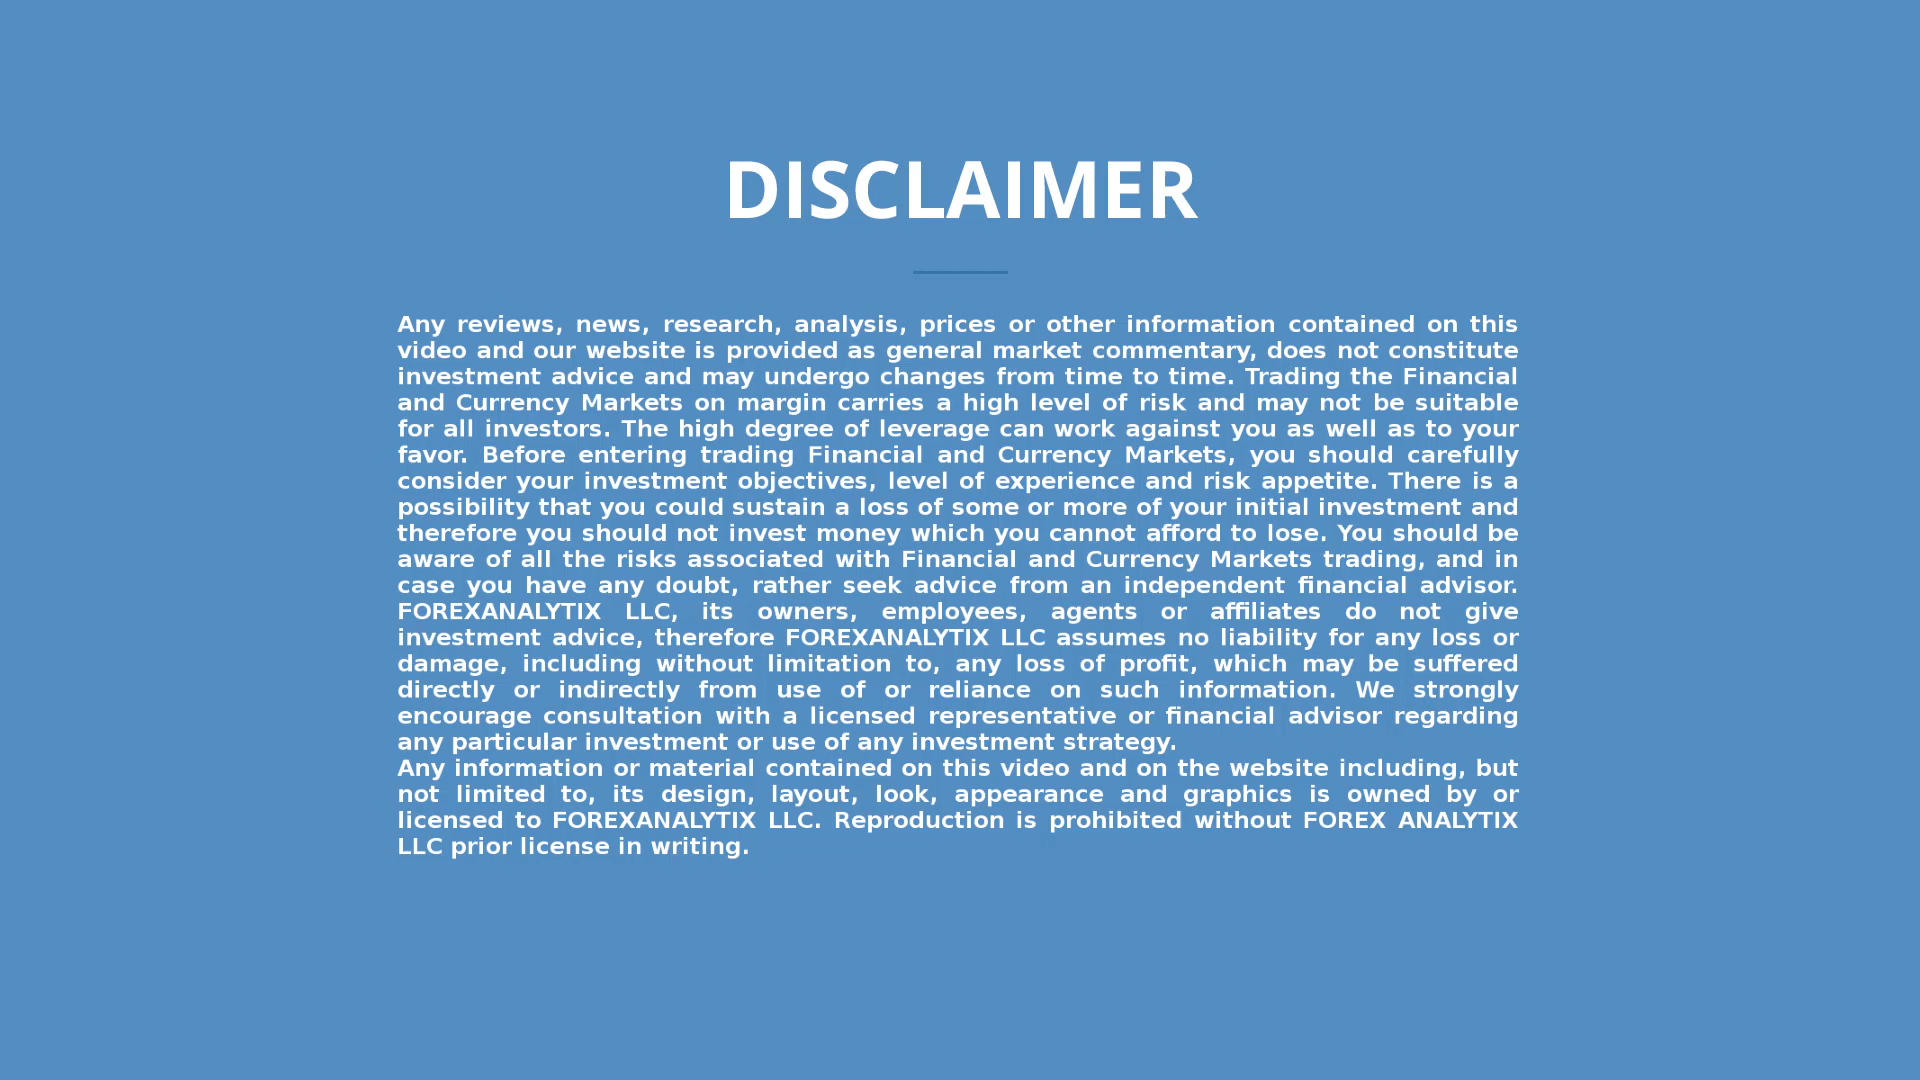 DISCLAIMER
Any reviews, news, research, analysis, prices or other information contained on this
video and our website is provided as general market commentary, does not constitute
investment advice and may undergo changes from time to time. Trading the Financial
and Currency Markets on margin carries a high level of risk and may not be suitable
for all investors. The high degree of leverage can work against you as well as to your
favor. Before entering trading Financial and Currency Markets, you should carefully
consider your investment objectives, level of experience and risk appetite. There is a
possibility that you could sustain a loss of some or more of your initial investment and
therefore you should not invest money which you cannot afford to lose. You should be
aware of all the risks associated with Financial and Currency Markets trading, and in
case you have any doubt, rather seek advice from an independent financial advisor.
FOREXANALYTIX LLC, its owners, employees, agents or affiliates do not give
investment advice, therefore FOREXANALYTIX LLC assumes no liability for any loss or
damage, including without limitation to, any loss of profit, which may be suffered
directly or indirectly from use of or reliance on such information. We strongly
encourage consultation with a licensed representative or financial advisor regarding
any particular investment or use of any investment strategy.
Any information or material contained on this video and on the website including, but
not limited to, its design, layout, look, appearance and graphics is owned by or
licensed to FOREXANALYTIX LLC. Reproduction is prohibited without FOREX ANALYTIX
LLC prior license in writing.